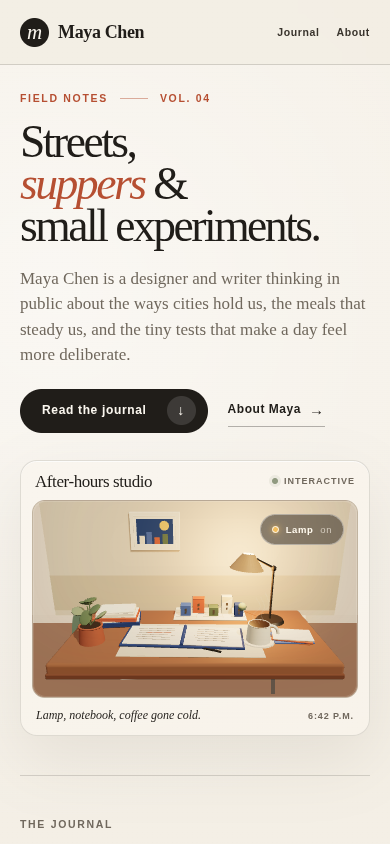 m Maya Chen Journal About
FIELD NOTES VOL. 04
Streets,
suppers &
small experiments.
Maya Chen is a designer and writer thinking in
public about the ways cities hold us, the meals that
steady us, and the tiny tests that make a day feel
more deliberate.
Read the journal ↓ About Maya →
After-hours studio INTERACTIVE
Lamp on
Lamp, notebook, coffee gone cold. 6:42 P.M.
THE JOURNAL